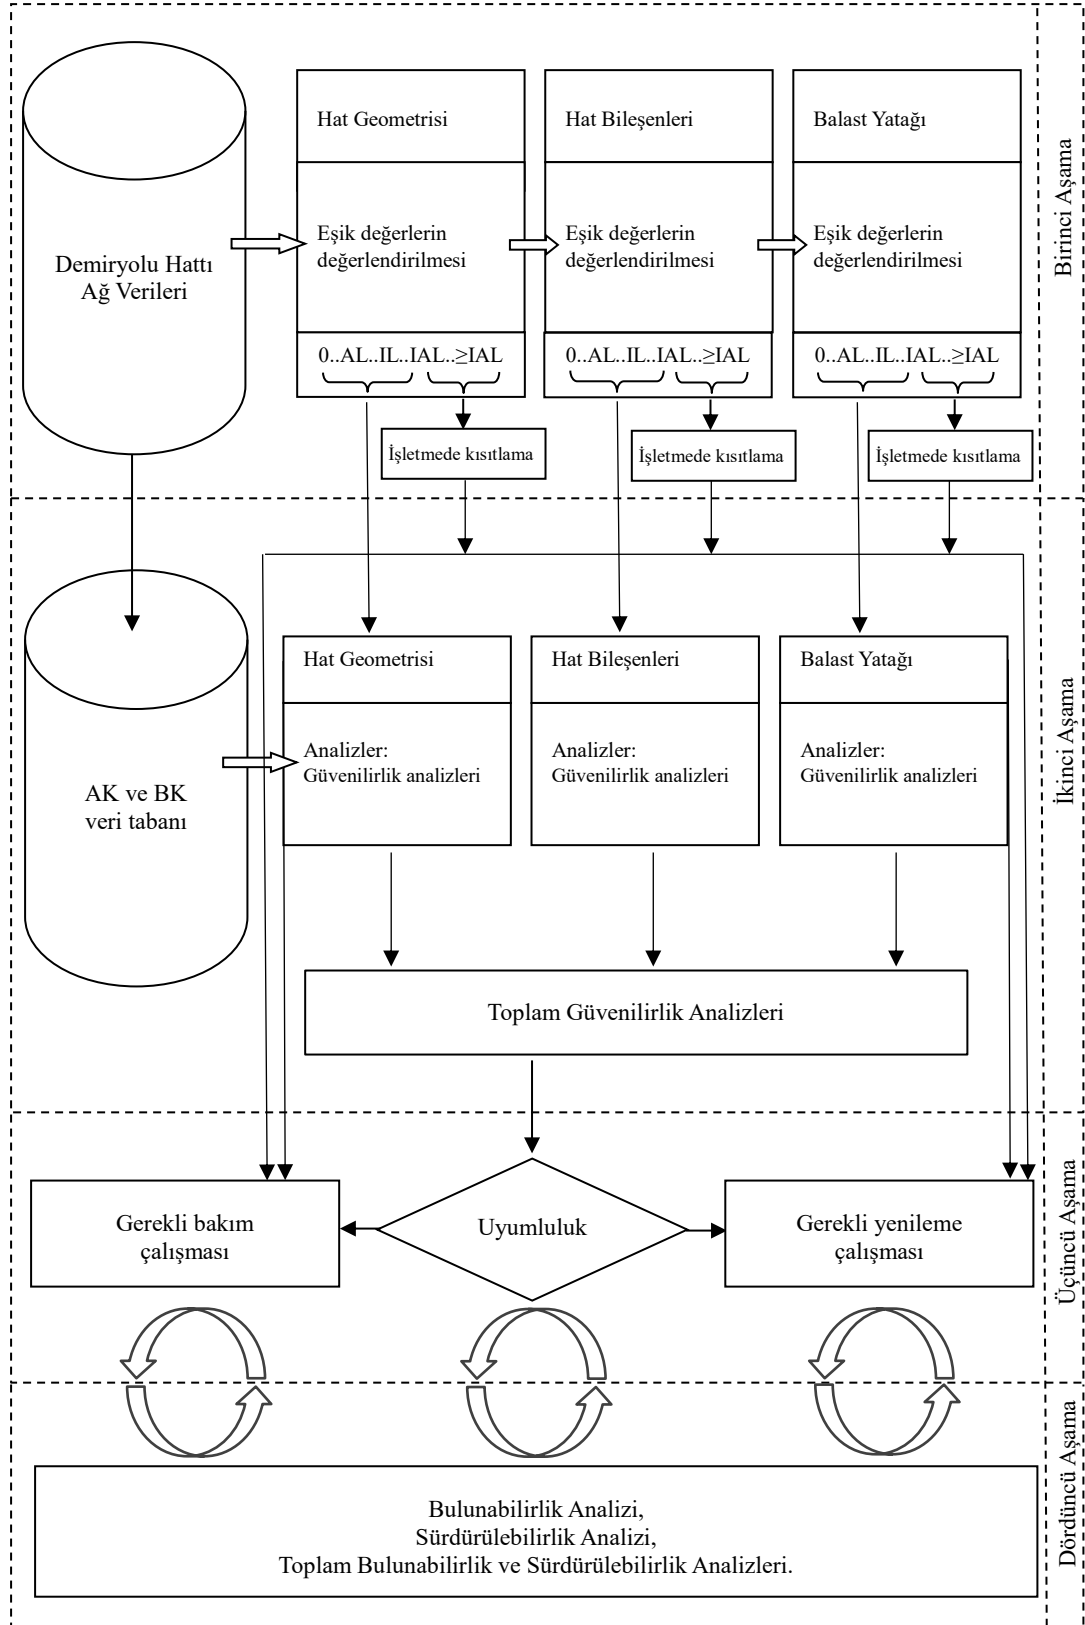 Birinci Aşama
Demiryolu Hattı
Ağ Verileri
Hat Geometrisi
Hat Bileşenleri
Balast Yatağı
Eşik değerlerin
değerlendirilmesi
Eşik değerlerin
değerlendirilmesi
Eşik değerlerin
değerlendirilmesi
0..AL..IL..IAL..≥IAL
0..AL..IL..IAL..≥IAL
0..AL..IL..IAL..≥IAL
İşletmede kısıtlama
İşletmede kısıtlama
İşletmede kısıtlama
İkinci Aşama
AK ve BK
veri tabanı
Hat Geometrisi
Hat Bileşenleri
Balast Yatağı
Analizler:
Güvenilirlik analizleri
Analizler:
Güvenilirlik analizleri
Analizler:
Güvenilirlik analizleri
Toplam Güvenilirlik Analizleri
Üçüncü Aşama
Gerekli bakım
çalışması
Uyumluluk
Gerekli yenileme
çalışması
Dördüncü Aşama
Bulunabilirlik Analizi,
Sürdürülebilirlik Analizi,
Toplam Bulunabilirlik ve Sürdürülebilirlik Analizleri.